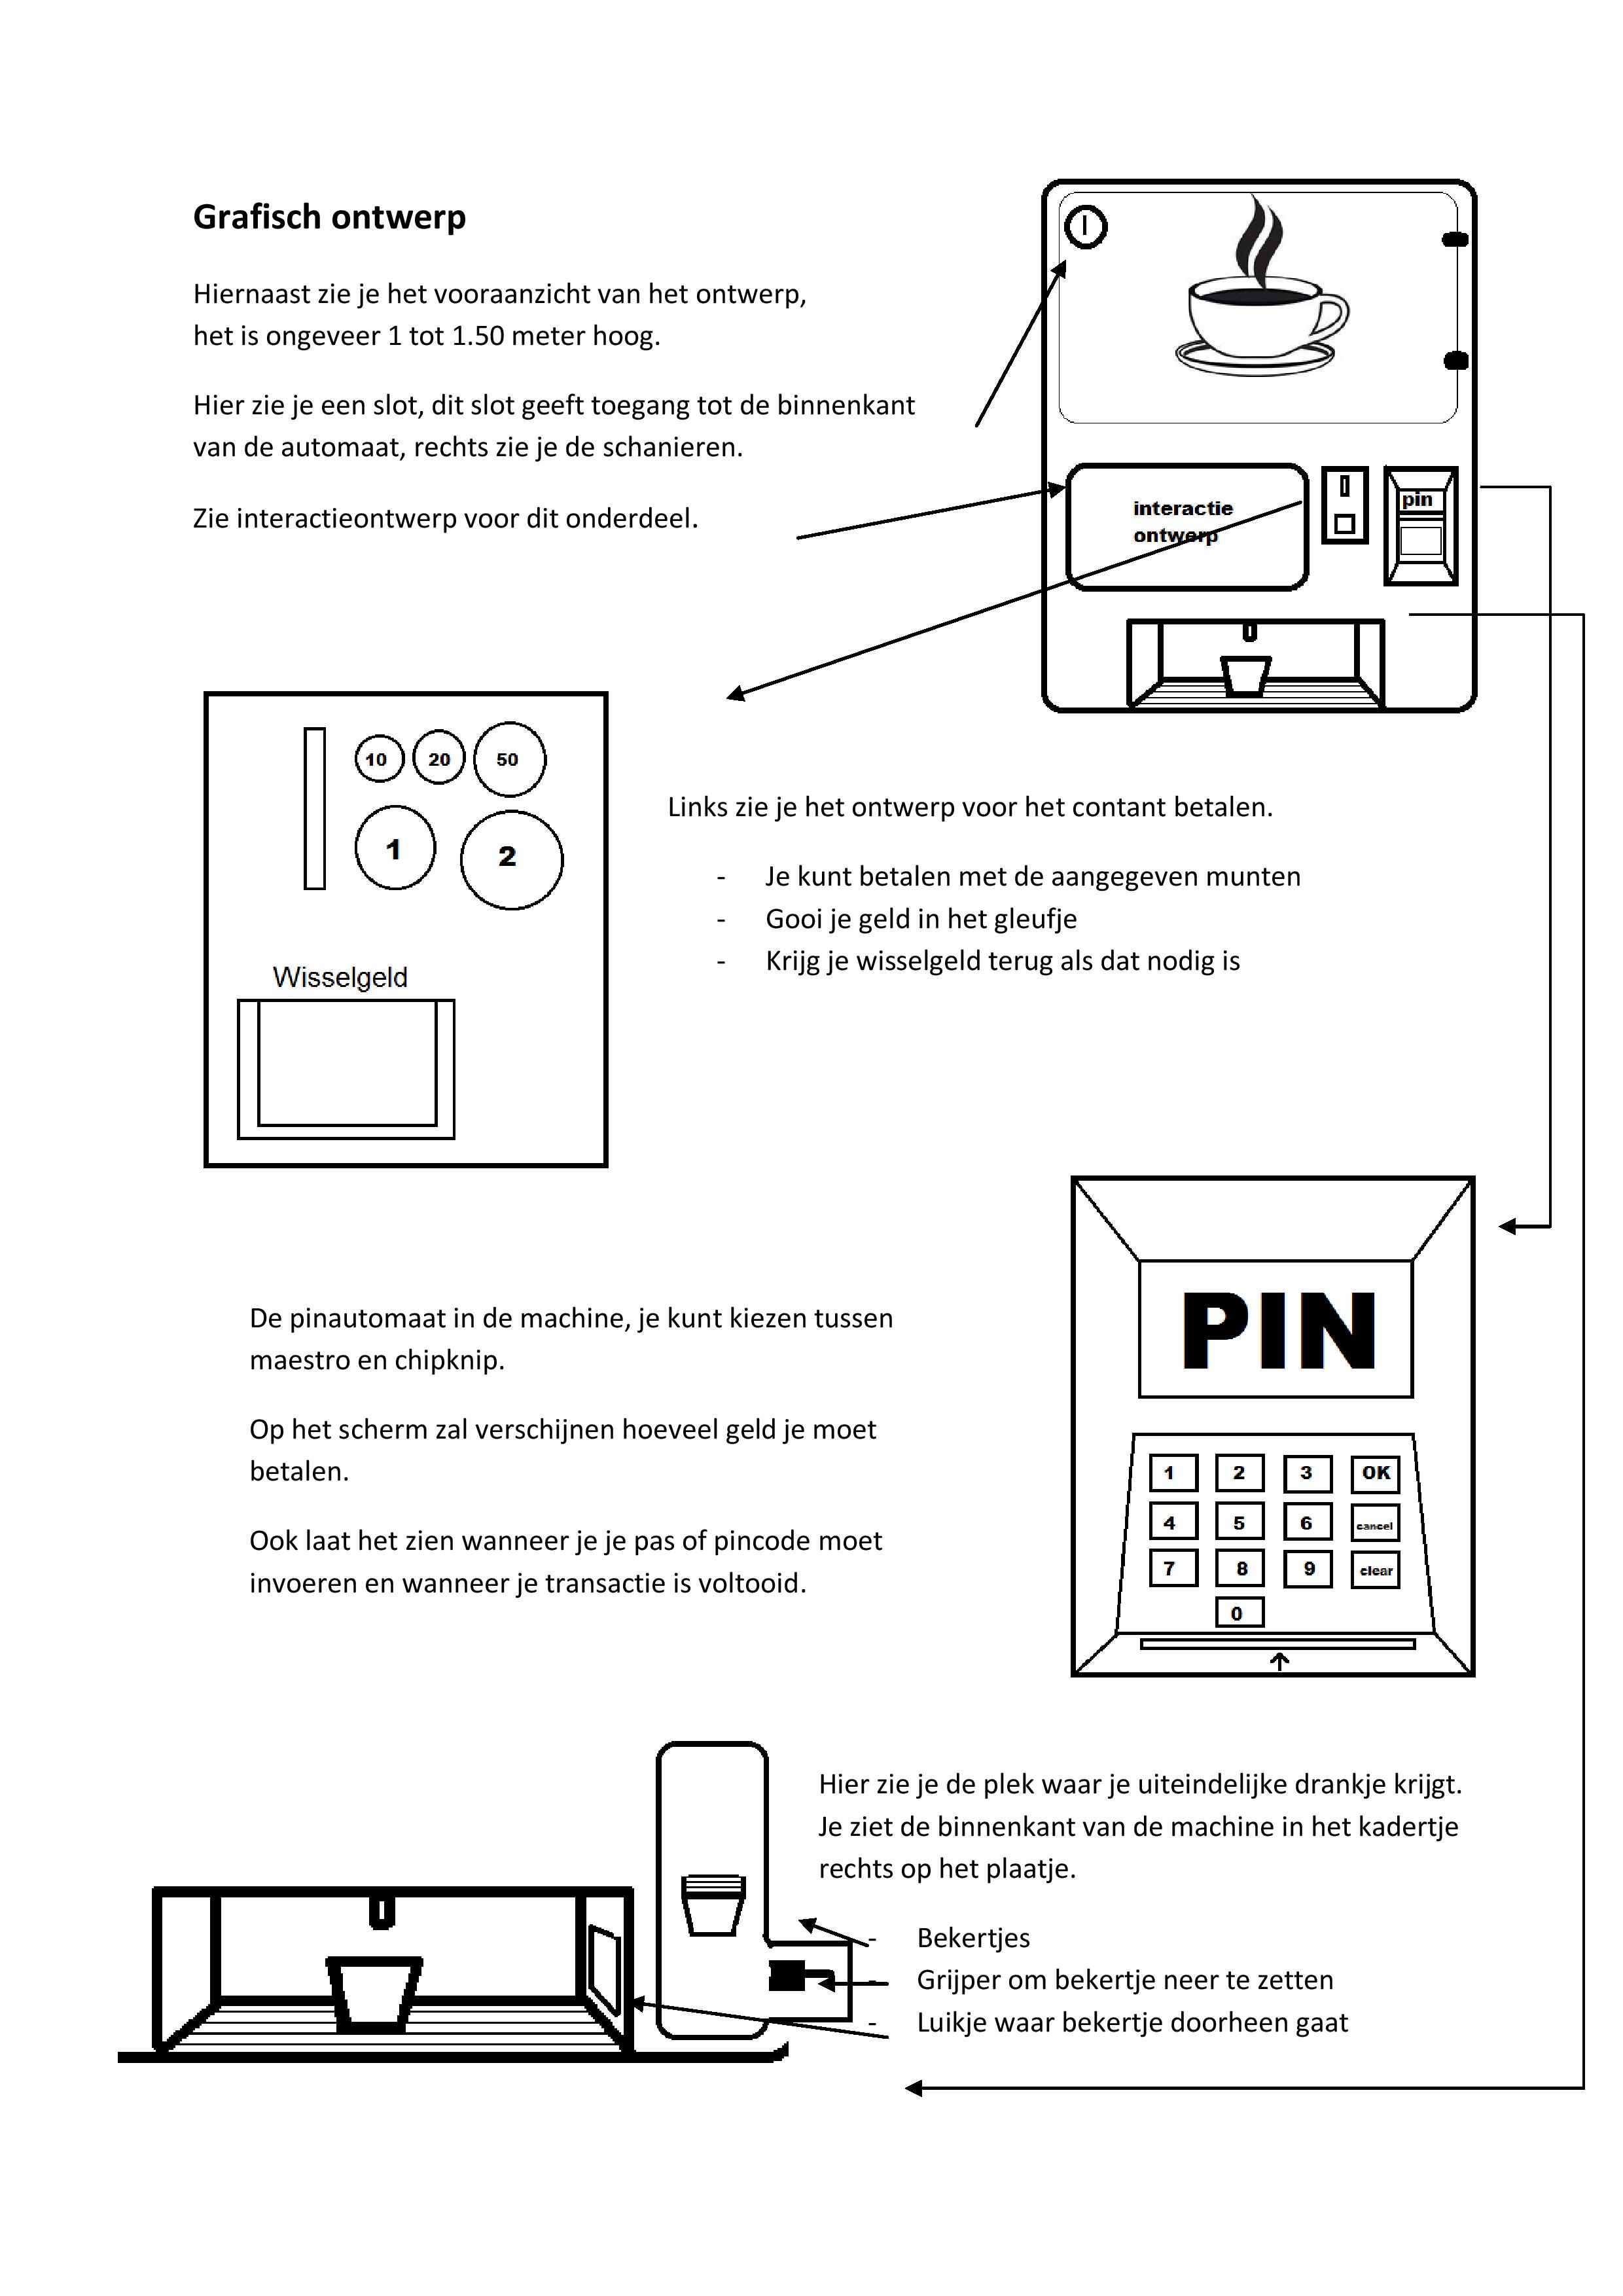 Grafisch ontwerp
Hiernaast zie je het vooraanzicht van het ontwerp,
het is ongeveer 1 tot 1.50 meter hoog.
Hier zie je een slot, dit slot geeft toegang tot de binnenkant
van de automaat, rechts zie je de schanieren.
Zie interactieontwerp voor dit onderdeel.
interactie
ontwerp
pin
10 20 50
1 2
Wisselgeld
Links zie je het ontwerp voor het contant betalen.
- Je kunt betalen met de aangegeven munten
- Gooi je geld in het gleufje
- Krijg je wisselgeld terug als dat nodig is
De pinautomaat in de machine, je kunt kiezen tussen
maestro en chipknip.
Op het scherm zal verschijnen hoeveel geld je moet
betalen.
Ook laat het zien wanneer je je pas of pincode moet
invoeren en wanneer je transactie is voltooid.
PIN
1 2 3 OK
4 5 6 cancel
7 8 9 clear
0
Hier zie je de plek waar je uiteindelijke drankje krijgt.
Je ziet de binnenkant van de machine in het kadertje
rechts op het plaatje.
- Bekertjes
- Grijper om bekertje neer te zetten
- Luikje waar bekertje doorheen gaat